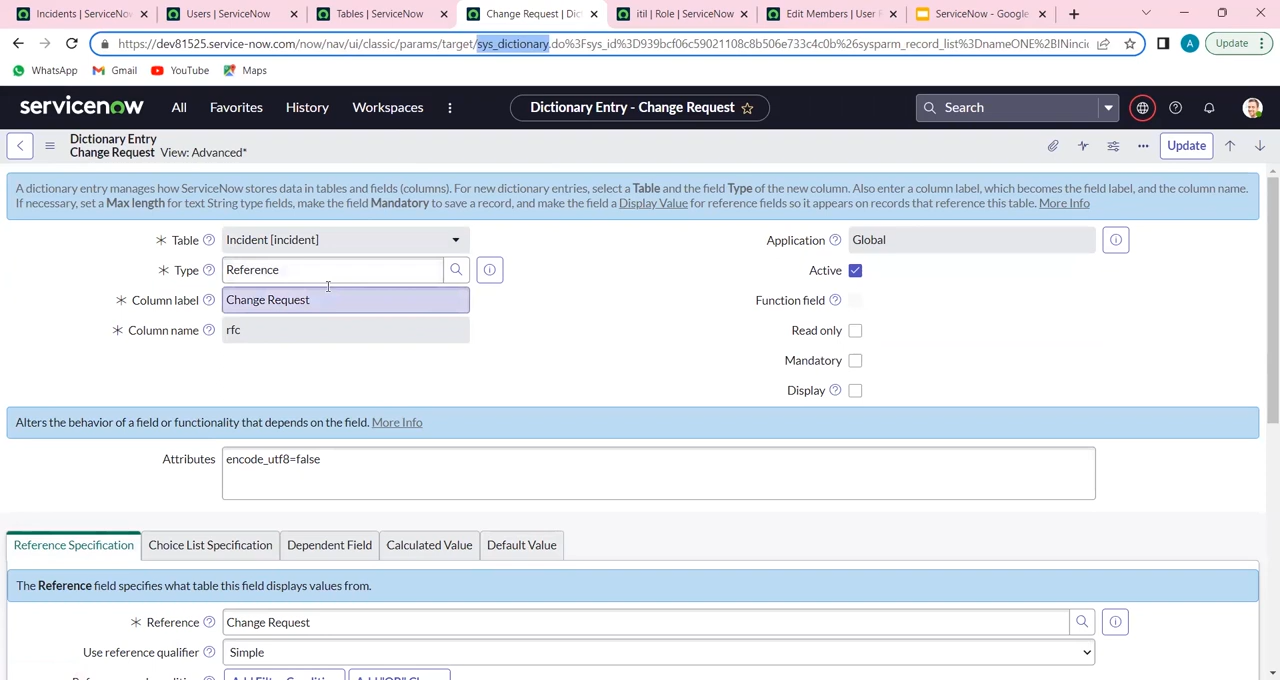 Incidents | ServiceNow
Users | ServiceNow
Tables | ServiceNow
Change Request | Dic
itil | Role | ServiceNow
Edit Members | User R
ServiceNow - Google
https://dev81525.service-now.com/now/nav/ui/classic/params/target/sys_dictionary.do%3Fsys_id%3D939bcf06c59021108c8b506e733c4c0b%26sysparm_record_list%3DnameONE%2BINinci
A
Update
WhatsApp
Gmail
YouTube
Maps
servicenow
All
Favorites
History
Workspaces
Dictionary Entry - Change Request
Search
Dictionary Entry
Change Request View: Advanced*
Update
A dictionary entry manages how ServiceNow stores data in tables and fields (columns). For new dictionary entries, select a Table and the field Type of the new column. Also enter a column label, which becomes the field label, and the column name.
If necessary, set a Max length for text String type fields, make the field Mandatory to save a record, and make the field a Display Value for reference fields so it appears on records that reference this table. More Info
Table Incident [incident]
Application Global
Type Reference
Active
Column label Change Request
Function field
Column name rfc
Read only
Mandatory
Display
Alters the behavior of a field or functionality that depends on the field. More Info
Attributes encode_utf8=false
Reference Specification
Choice List Specification
Dependent Field
Calculated Value
Default Value
The Reference field specifies what table this field displays values from.
Reference Change Request
Use reference qualifier Simple